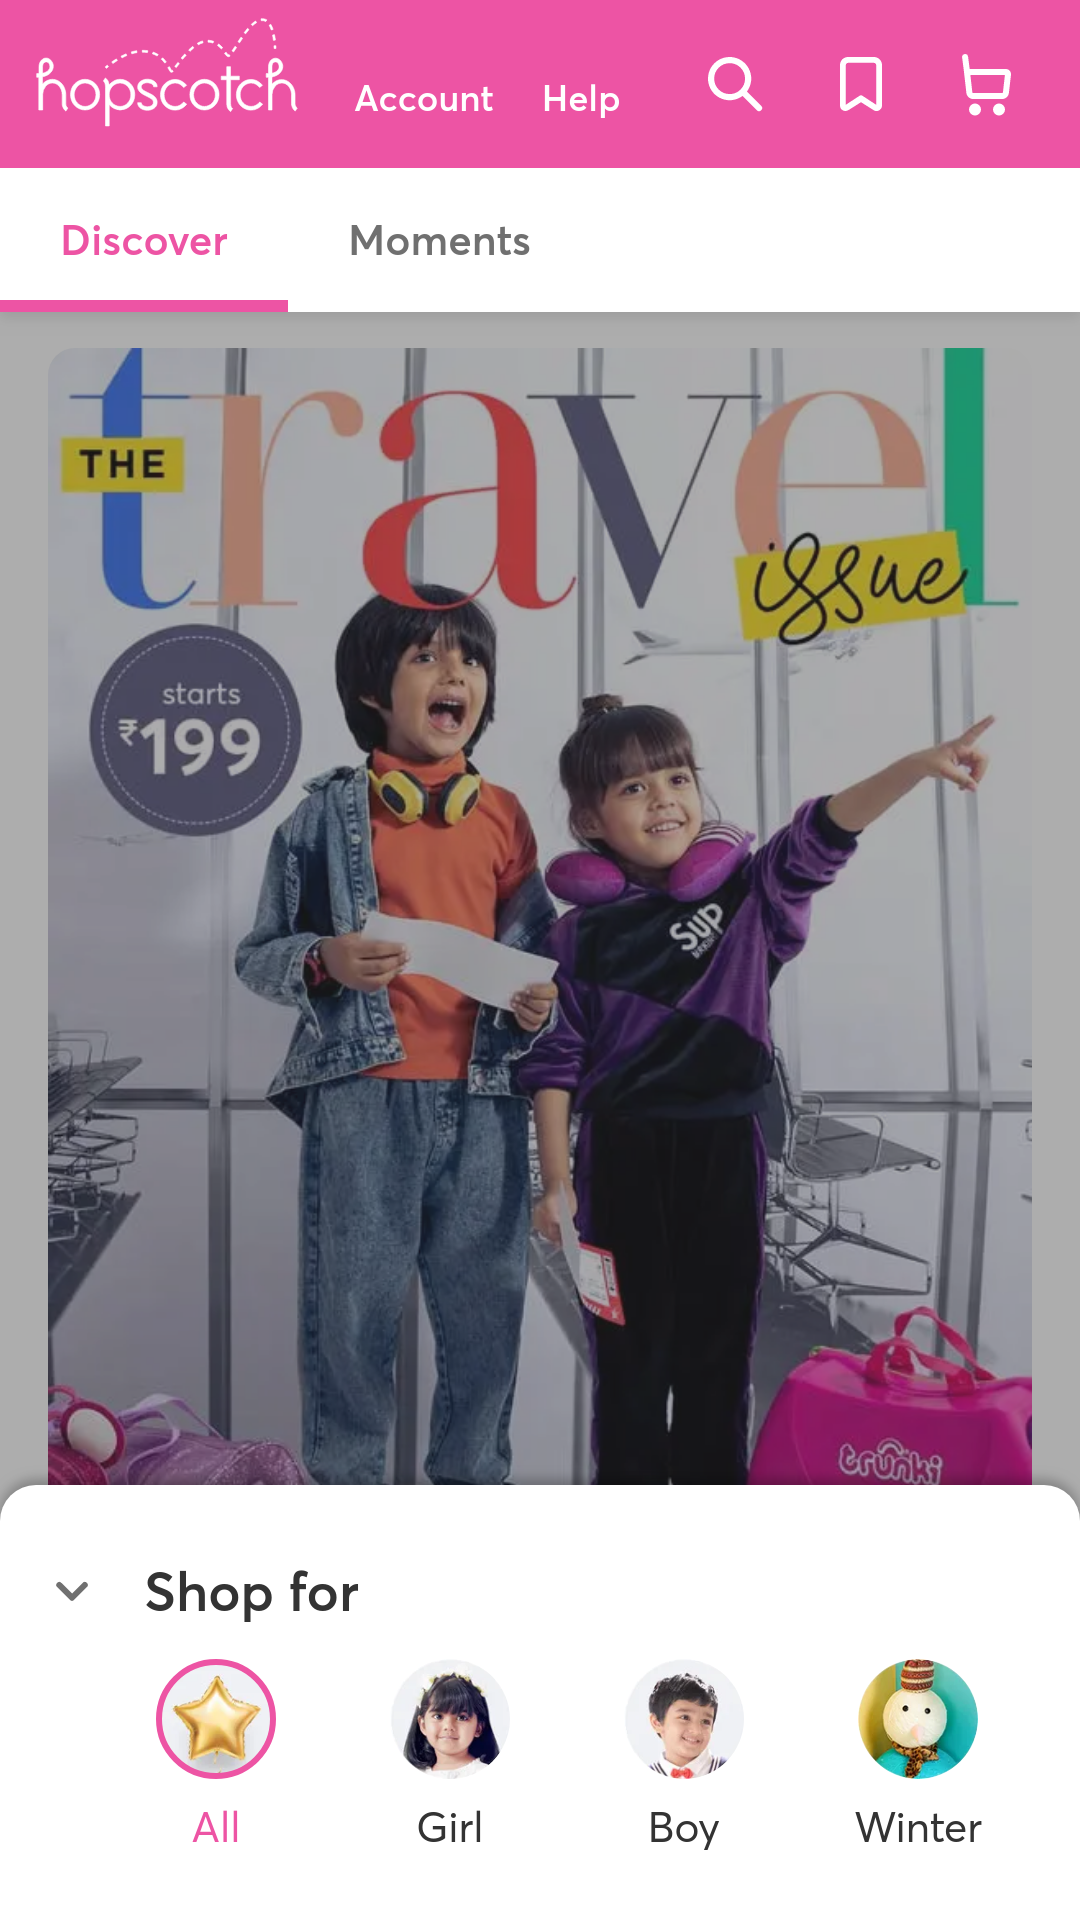 hopscotch
Account
Help
Discover
Moments
travel
THE
issue
starts
₹199
SUP
trunki
Shop for
All
Girl
Boy
Winter